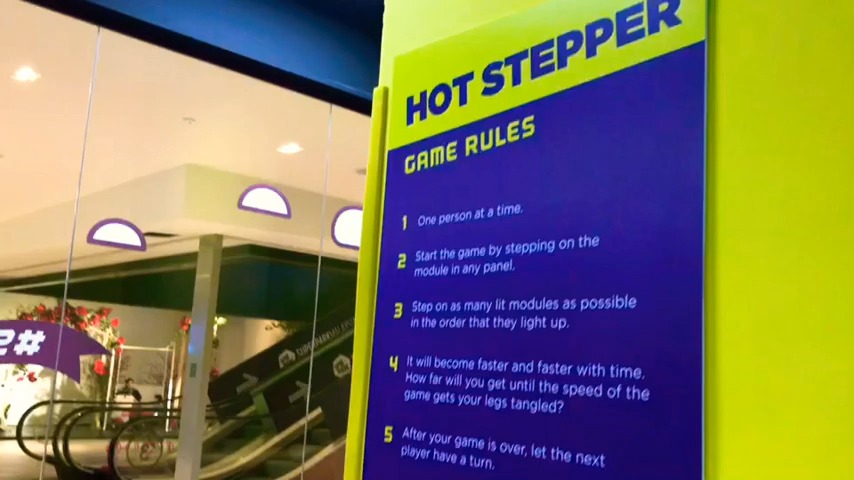 HOT STEPPER
GAME RULES
1 One person at a time.
2 Start the game by stepping on the
module in any panel.
3 Step on as many lit modules as possible
in the order that they light up.
4 It will become faster and faster with time.
How far will you get until the speed of the
game gets your legs tangled?
5 After your game is over, let the next
player have a turn.